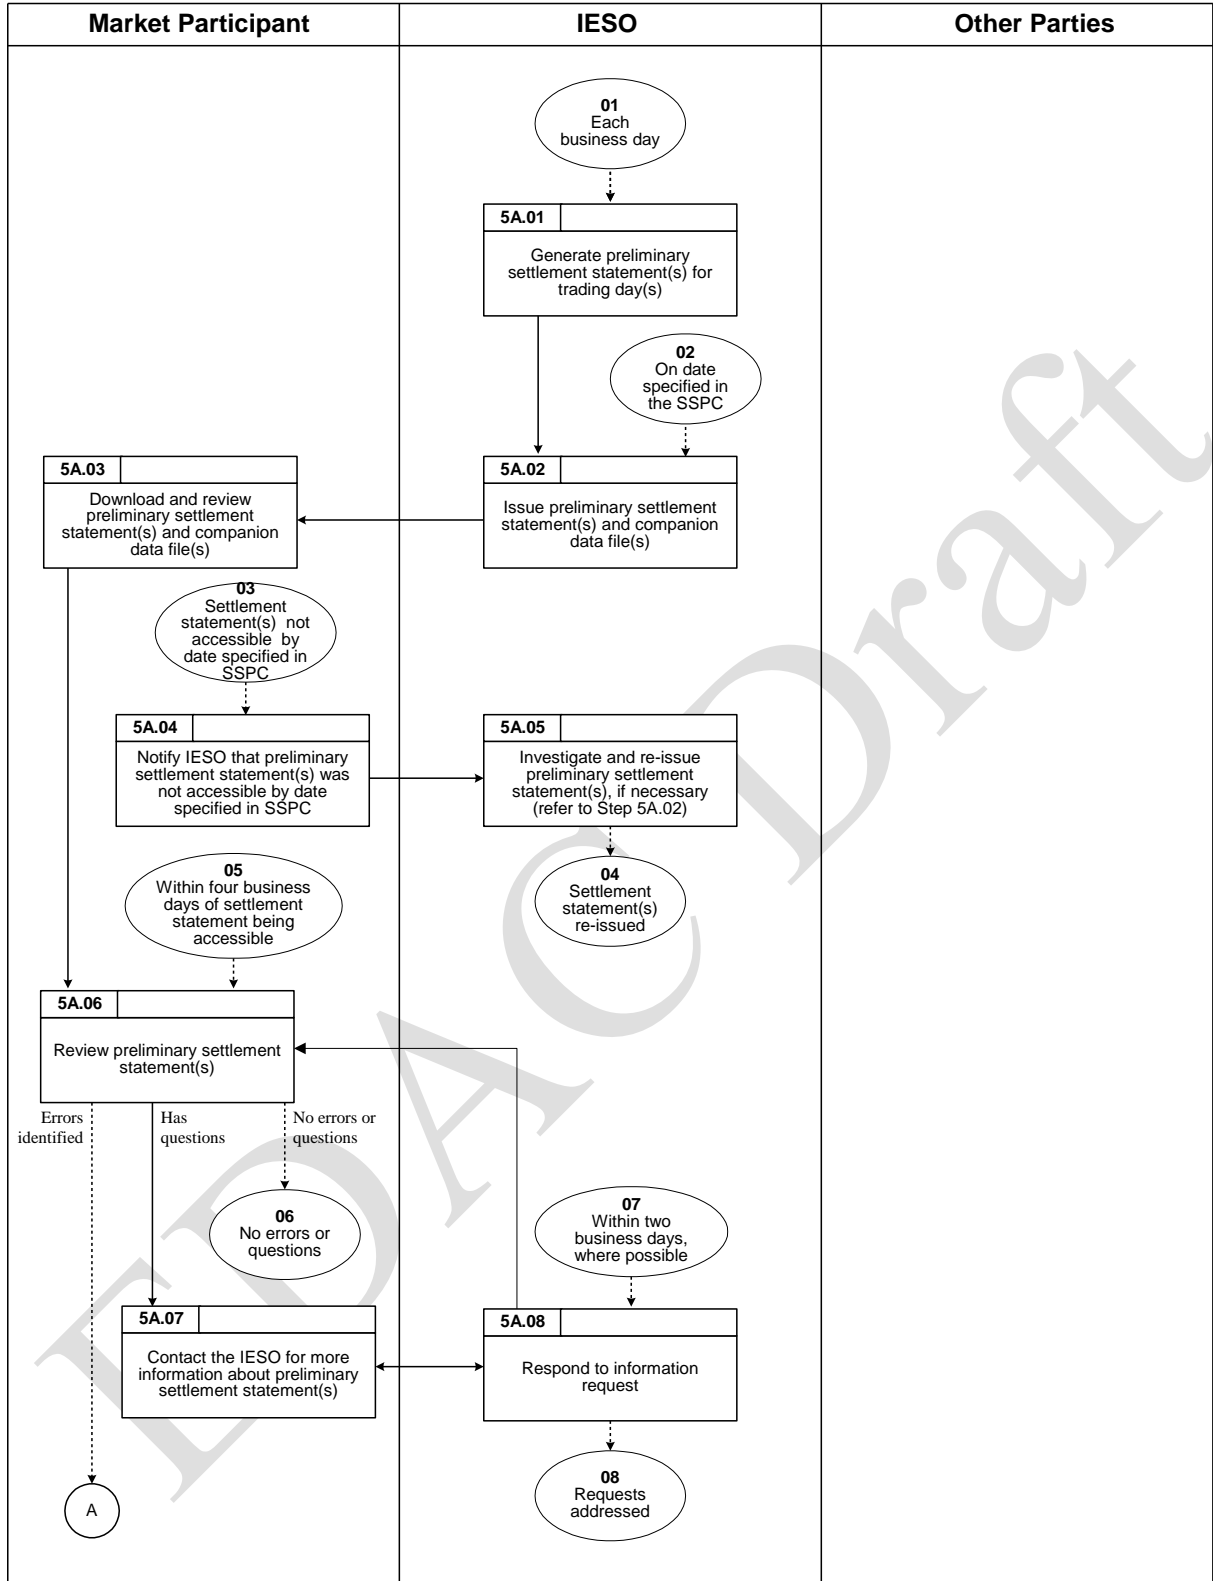 Market Participant
IESO
Other Parties
01
Each
business day
5A.01
Generate preliminary
settlement statement(s) for
trading day(s)
02
On date
specified in
the SSPC
5A.03
Download and review
preliminary settlement
statement(s) and companion
data file(s)
5A.02
Issue preliminary settlement
statement(s) and companion
data file(s)
03
Settlement
statement(s) not
accessible by
date specified in
SSPC
5A.04
Notify IESO that preliminary
settlement statement(s) was
not accessible by date
specified in SSPC
5A.05
Investigate and re-issue
preliminary settlement
statement(s), if necessary
(refer to Step 5A.02)
04
Settlement
statement(s)
re-issued
05
Within four business
days of settlement
statement being
accessible
5A.06
Review preliminary settlement
statement(s)
Errors
identified
Has
questions
No errors or
questions
06
No errors or
questions
07
Within two
business days,
where possible
5A.07
Contact the IESO for more
information about preliminary
settlement statement(s)
5A.08
Respond to information
request
08
Requests
addressed
A
EDAC Draft